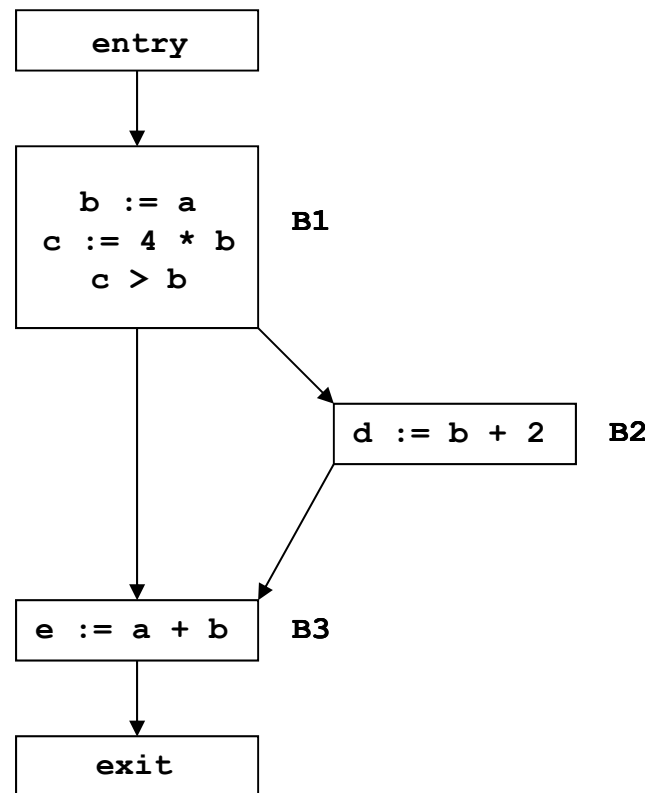 entry
b := a
c := 4 * b
c > b
B1
d := b + 2
B2
e := a + b
B3
exit